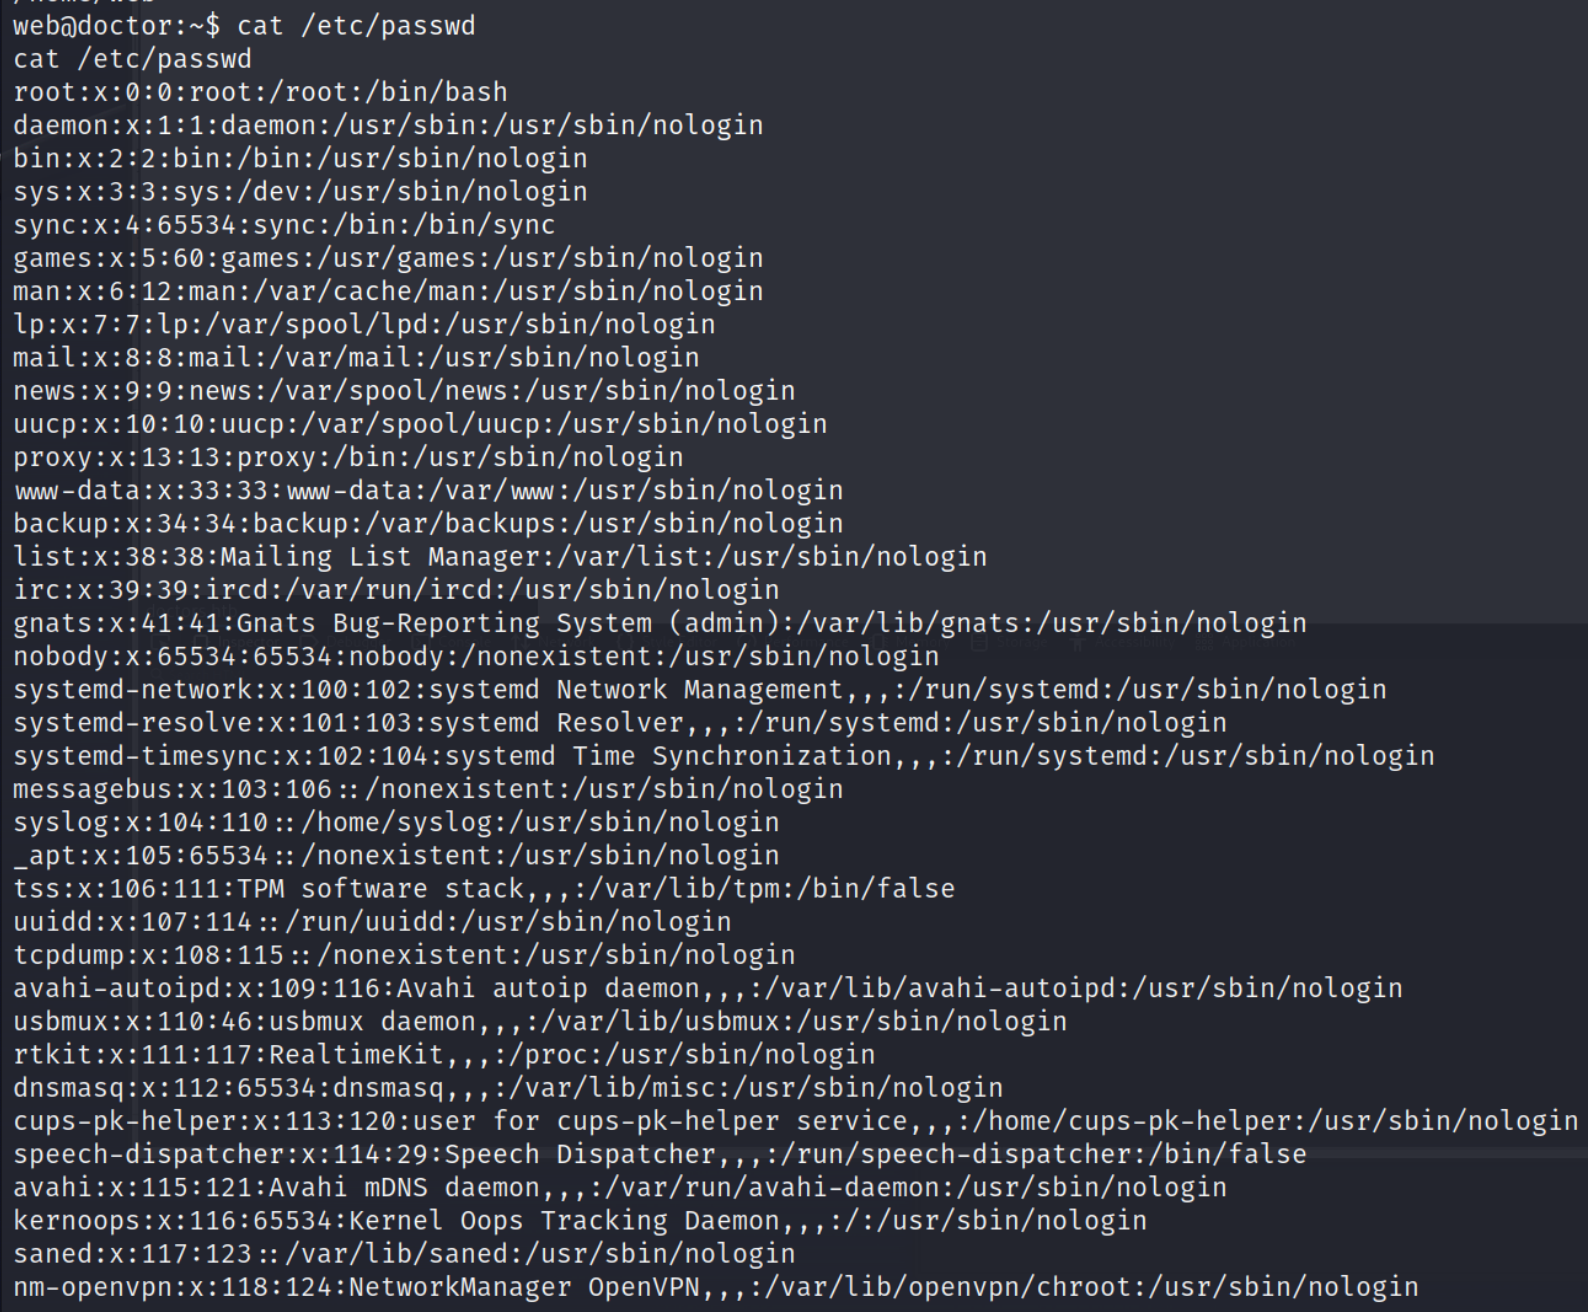 web@doctor:~$ cat /etc/passwd
cat /etc/passwd
root:x:0:0:root:/root:/bin/bash
daemon:x:1:1:daemon:/usr/sbin:/usr/sbin/nologin
bin:x:2:2:bin:/bin:/usr/sbin/nologin
sys:x:3:3:sys:/dev:/usr/sbin/nologin
sync:x:4:65534:sync:/bin:/bin/sync
games:x:5:60:games:/usr/games:/usr/sbin/nologin
man:x:6:12:man:/var/cache/man:/usr/sbin/nologin
lp:x:7:7:lp:/var/spool/lpd:/usr/sbin/nologin
mail:x:8:8:mail:/var/mail:/usr/sbin/nologin
news:x:9:9:news:/var/spool/news:/usr/sbin/nologin
uucp:x:10:10:uucp:/var/spool/uucp:/usr/sbin/nologin
proxy:x:13:13:proxy:/bin:/usr/sbin/nologin
www-data:x:33:33:www-data:/var/www:/usr/sbin/nologin
backup:x:34:34:backup:/var/backups:/usr/sbin/nologin
list:x:38:38:Mailing List Manager:/var/list:/usr/sbin/nologin
irc:x:39:39:ircd:/var/run/ircd:/usr/sbin/nologin
gnats:x:41:41:Gnats Bug-Reporting System (admin):/var/lib/gnats:/usr/sbin/nologin
nobody:x:65534:65534:nobody:/nonexistent:/usr/sbin/nologin
systemd-network:x:100:102:systemd Network Management,,,:/run/systemd:/usr/sbin/nologin
systemd-resolve:x:101:103:systemd Resolver,,,:/run/systemd:/usr/sbin/nologin
systemd-timesync:x:102:104:systemd Time Synchronization,,,:/run/systemd:/usr/sbin/nologin
messagebus:x:103:106::/nonexistent:/usr/sbin/nologin
syslog:x:104:110::/home/syslog:/usr/sbin/nologin
_apt:x:105:65534::/nonexistent:/usr/sbin/nologin
tss:x:106:111:TPM software stack,,,:/var/lib/tpm:/bin/false
uuidd:x:107:114::/run/uuidd:/usr/sbin/nologin
tcpdump:x:108:115::/nonexistent:/usr/sbin/nologin
avahi-autoipd:x:109:116:Avahi autoip daemon,,,:/var/lib/avahi-autoipd:/usr/sbin/nologin
usbmux:x:110:46:usbmux daemon,,,:/var/lib/usbmux:/usr/sbin/nologin
rtkit:x:111:117:RealtimeKit,,,:/proc:/usr/sbin/nologin
dnsmasq:x:112:65534:dnsmasq,,,:/var/lib/misc:/usr/sbin/nologin
cups-pk-helper:x:113:120:user for cups-pk-helper service,,,:/home/cups-pk-helper:/usr/sbin/nologin
speech-dispatcher:x:114:29:Speech Dispatcher,,,:/run/speech-dispatcher:/bin/false
avahi:x:115:121:Avahi mDNS daemon,,,:/var/run/avahi-daemon:/usr/sbin/nologin
kernoops:x:116:65534:Kernel Oops Tracking Daemon,,,:/:/usr/sbin/nologin
saned:x:117:123::/var/lib/saned:/usr/sbin/nologin
nm-openvpn:x:118:124:NetworkManager OpenVPN,,,:/var/lib/openvpn/chroot:/usr/sbin/nologin